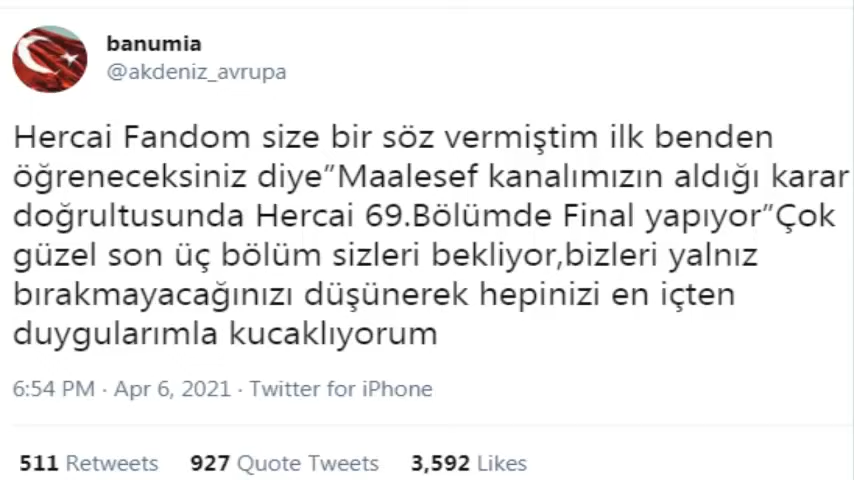 banumia
@akdeniz_avrupa
Hercai Fandom size bir söz vermiştim ilk benden
öğreneceksiniz diye”Maalesef kanalımızın aldığı karar
doğrultusunda Hercai 69.Bölümde Final yapıyor”Çok
güzel son üç bölüm sizleri bekliyor,bizleri yalnız
bırakmayacağınızı düşünerek hepinizi en içten
duygularımla kucaklıyorum
6:54 PM · Apr 6, 2021 · Twitter for iPhone
511 Retweets 927 Quote Tweets 3,592 Likes